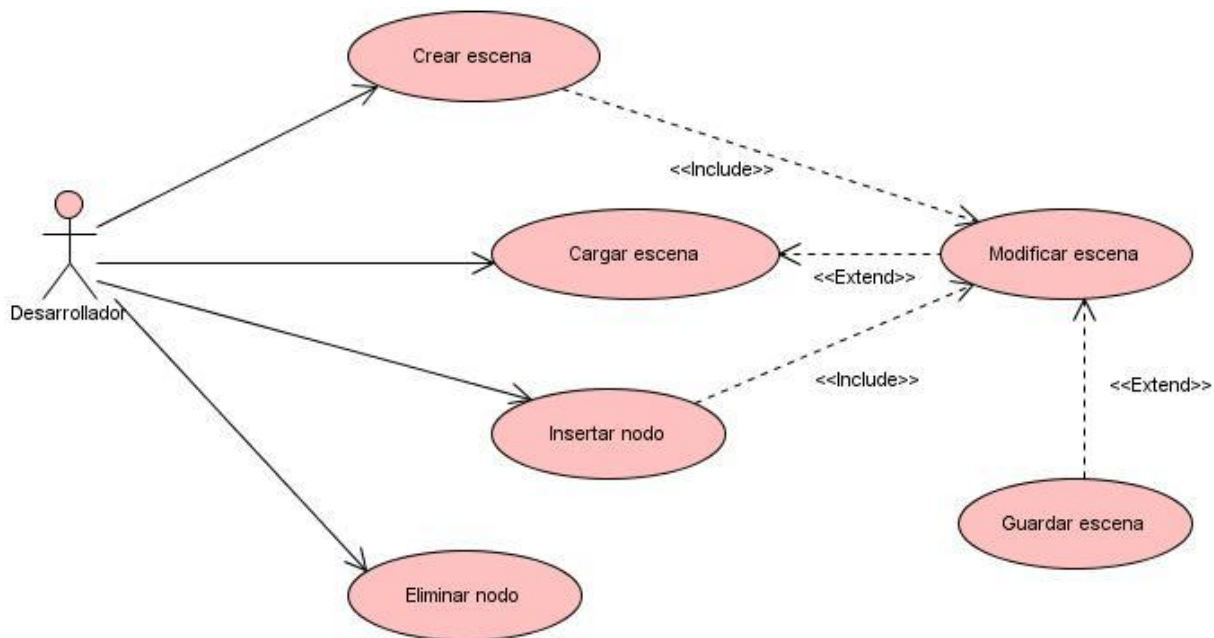 Crear escena
<<Include>>
Cargar escena
Modificar escena
<<Extend>>
Desarrollador
<<Include>>
<<Extend>>
Insertar nodo
Guardar escena
Eliminar nodo